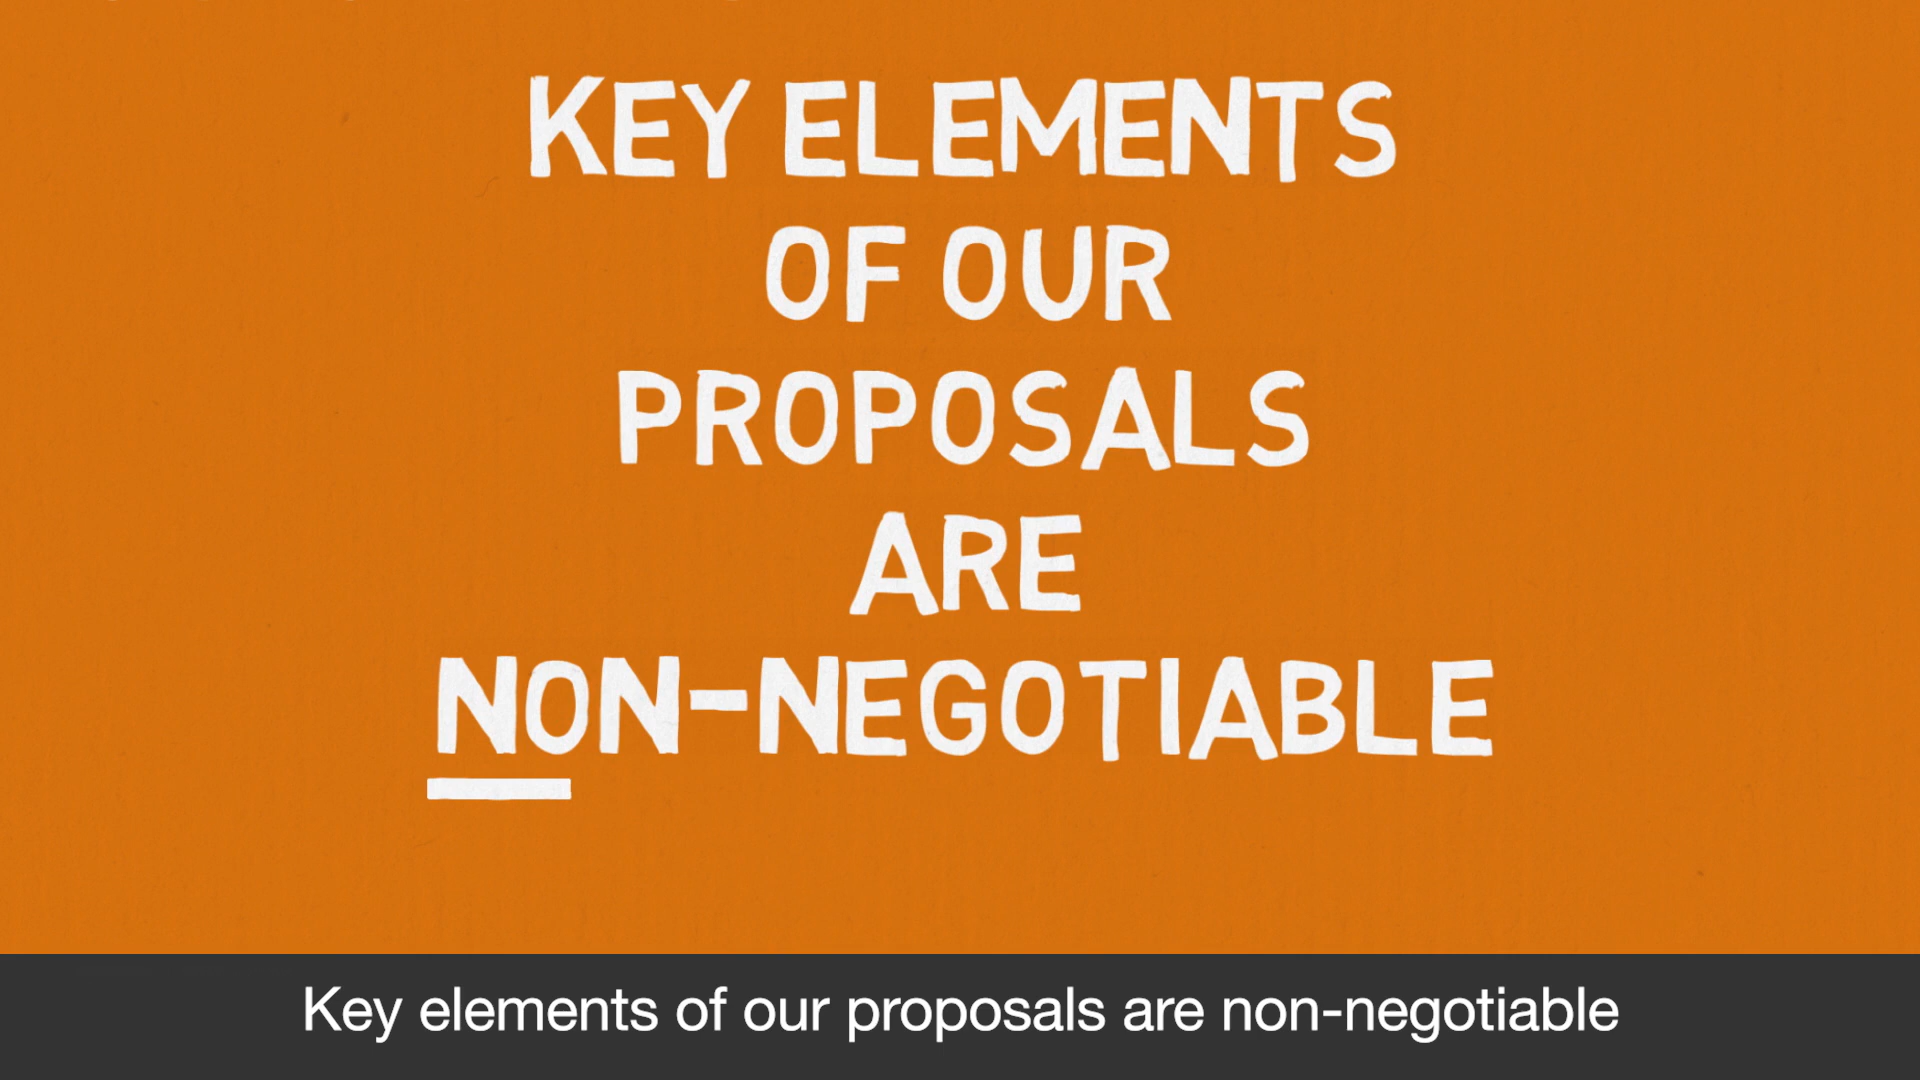 KEY ELEMENTS
OF OUR
PROPOSALS
ARE
NON-NEGOTIABLE
Key elements of our proposals are non-negotiable